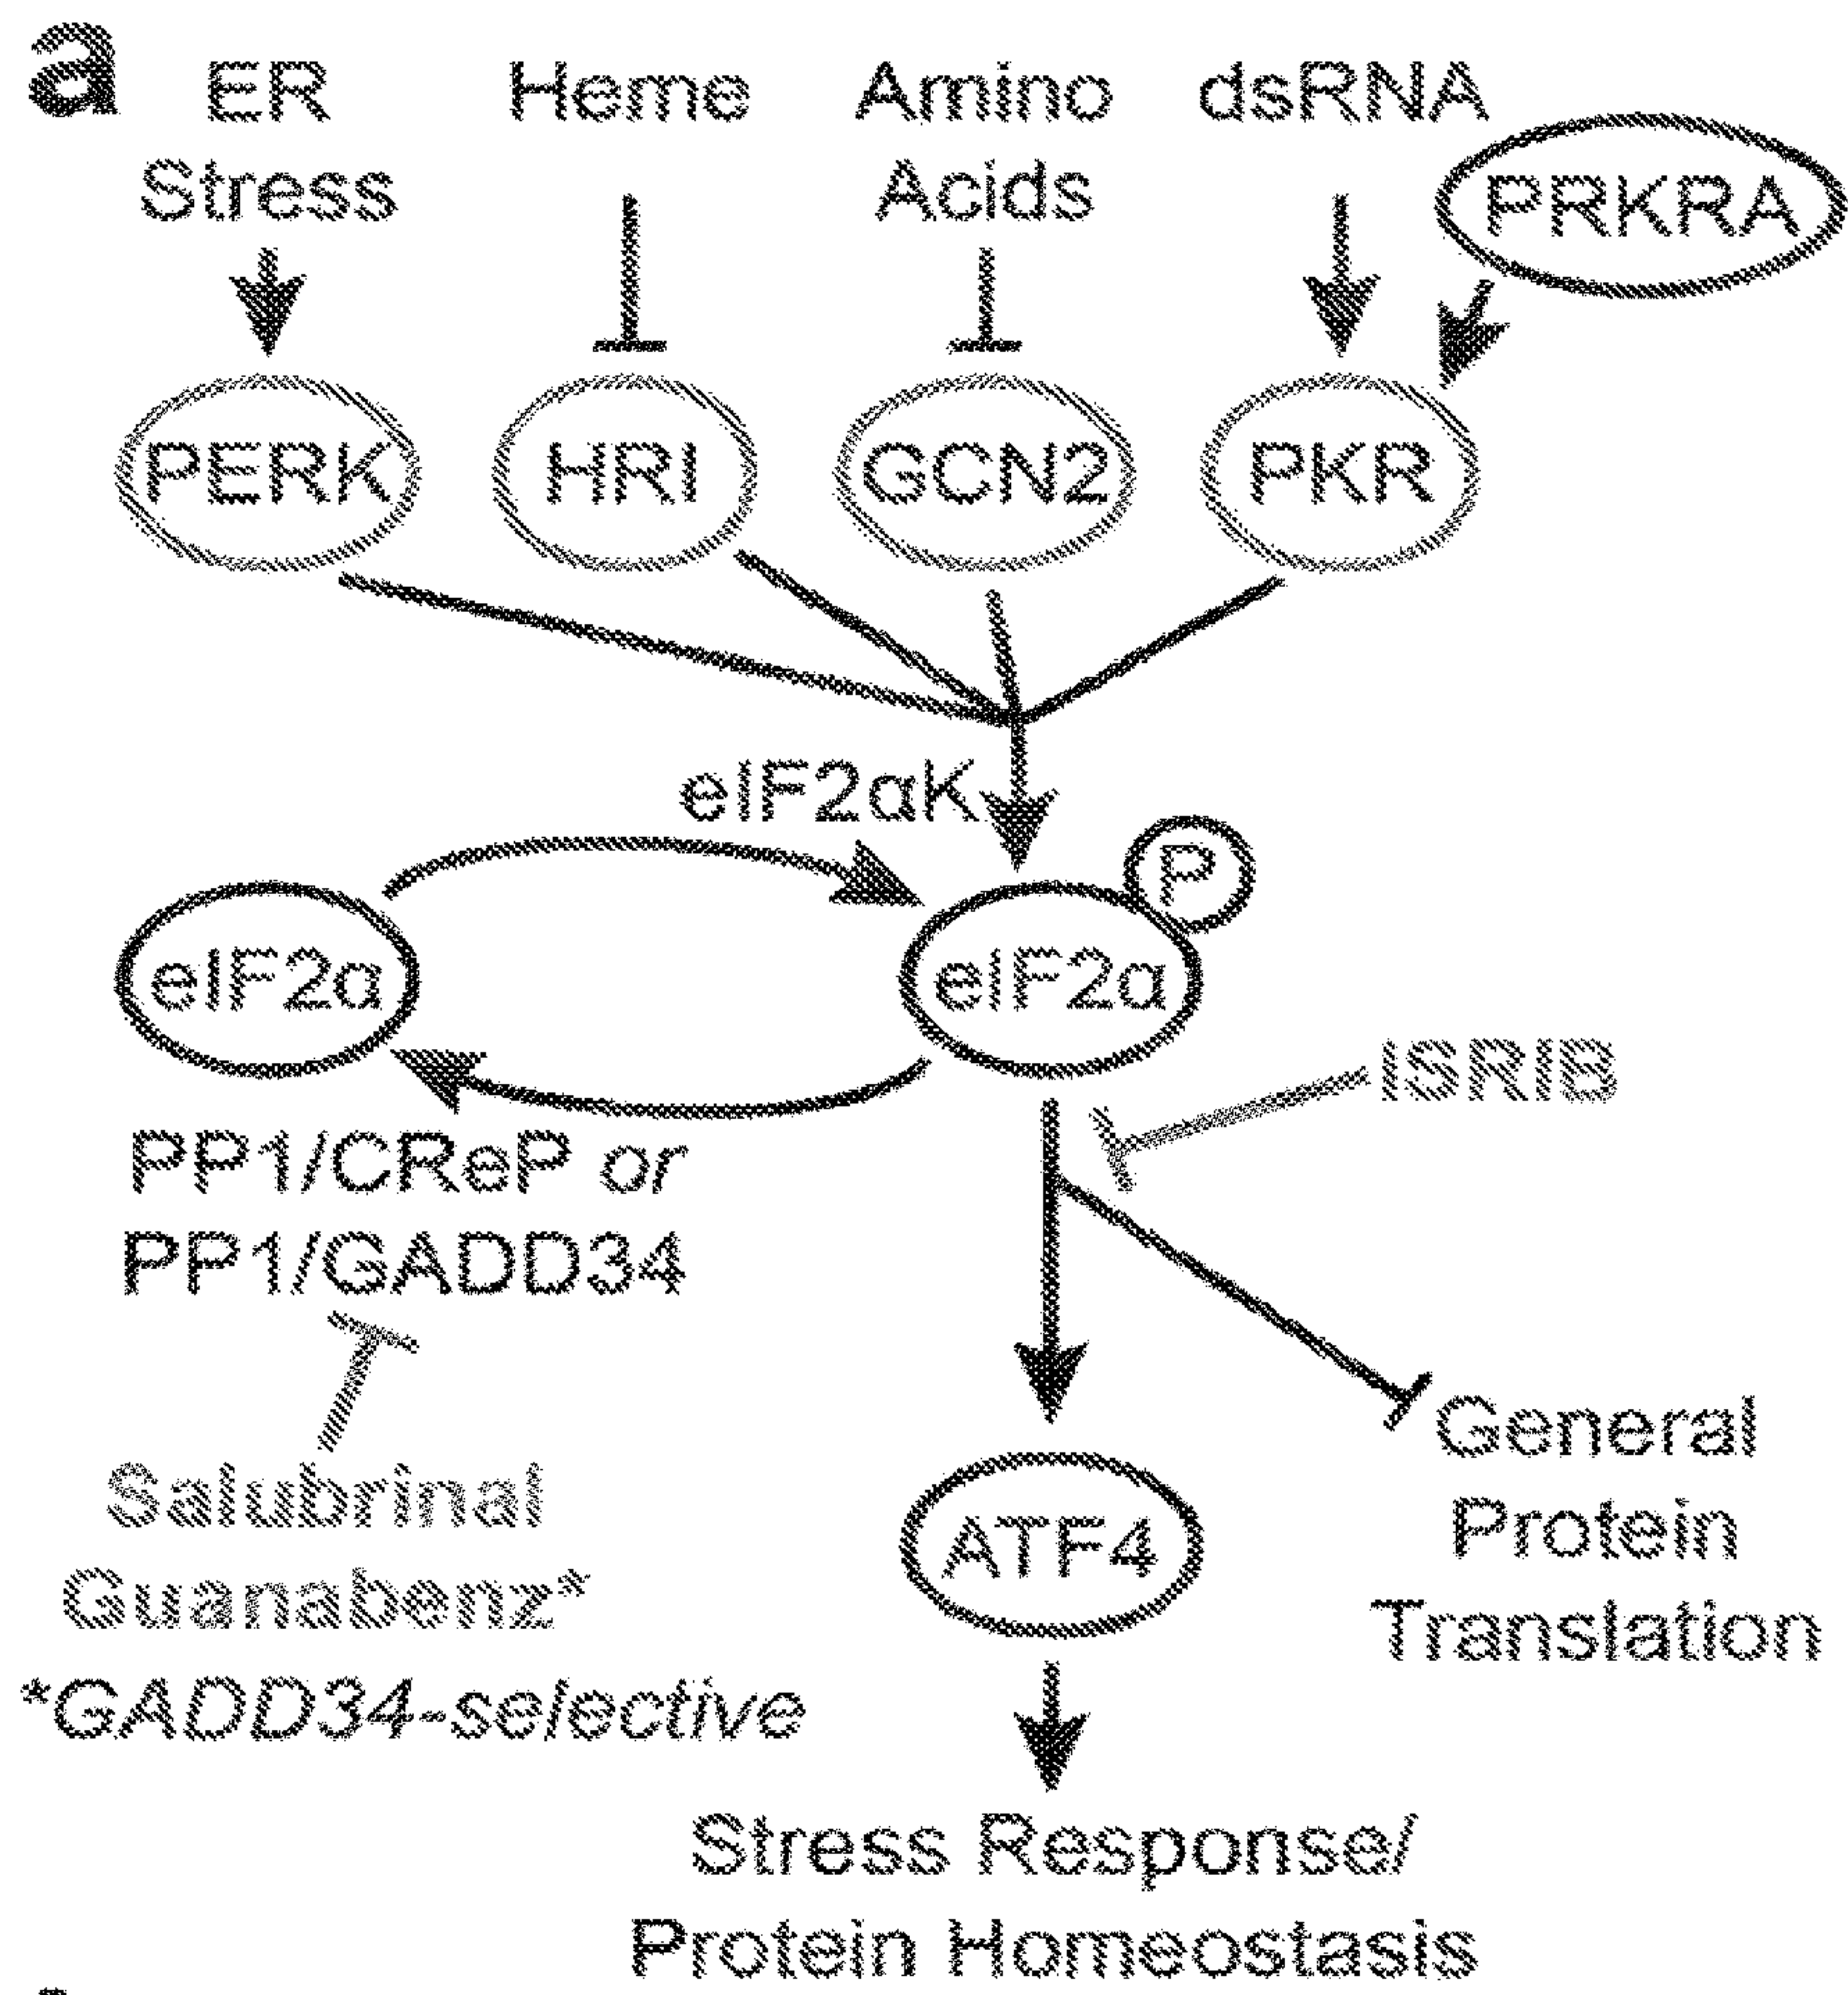 a
ER
Stress
Heme
Amino
Acids
dsRNA
PRKRA
PERK
HRI
GCN2
PKR
eIF2αK
P
eIF2α
eIF2α
ISRIB
PP1/CReP or
PP1/GADD34
Salubrinal
Guanabenz*
*GADD34-selective
ATF4
General
Protein
Translation
Stress Response/
Protein Homeostasis